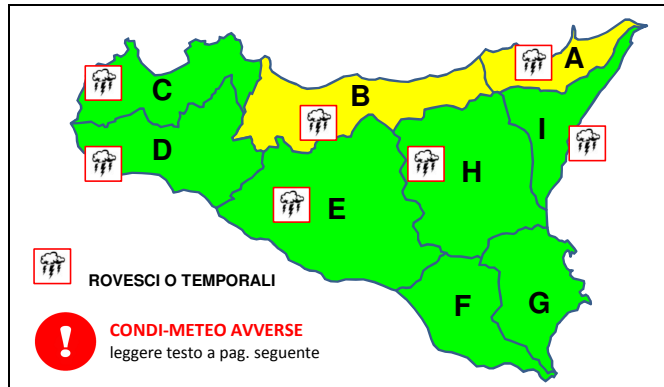 A
C
B
I
D
H
E
ROVESCI O TEMPORALI
F
G
CONDI-METEO AVVERSE
leggere testo a pag. seguente